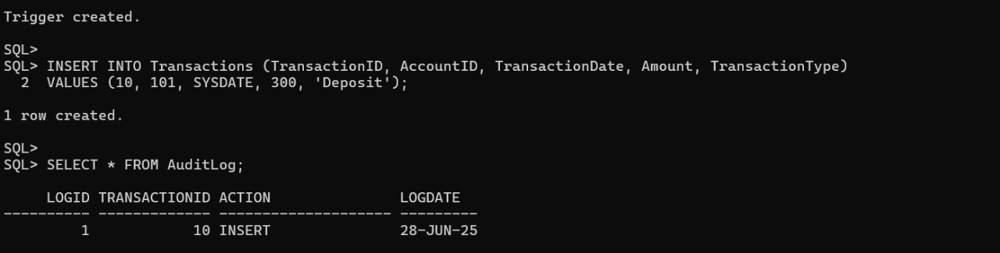 Trigger created.
SQL>
SQL> INSERT INTO Transactions (TransactionID, AccountID, TransactionDate, Amount, TransactionType)
  2  VALUES (10, 101, SYSDATE, 300, 'Deposit');
1 row created.
SQL>
SQL> SELECT * FROM AuditLog;
     LOGID TRANSACTIONID ACTION               LOGDATE
---------- ------------- -------------------- ---------
         1            10 INSERT               28-JUN-25